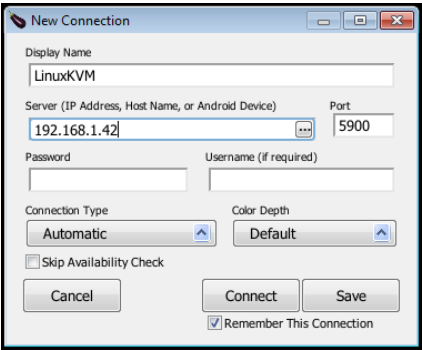 New Connection
Display Name
LinuxKVM
Server (IP Address, Host Name, or Android Device) Port
192.168.1.42 ... 5900
Password Username (if required)
Connection Type Color Depth
Automatic Default
Skip Availability Check
Cancel Connect Save
Remember This Connection